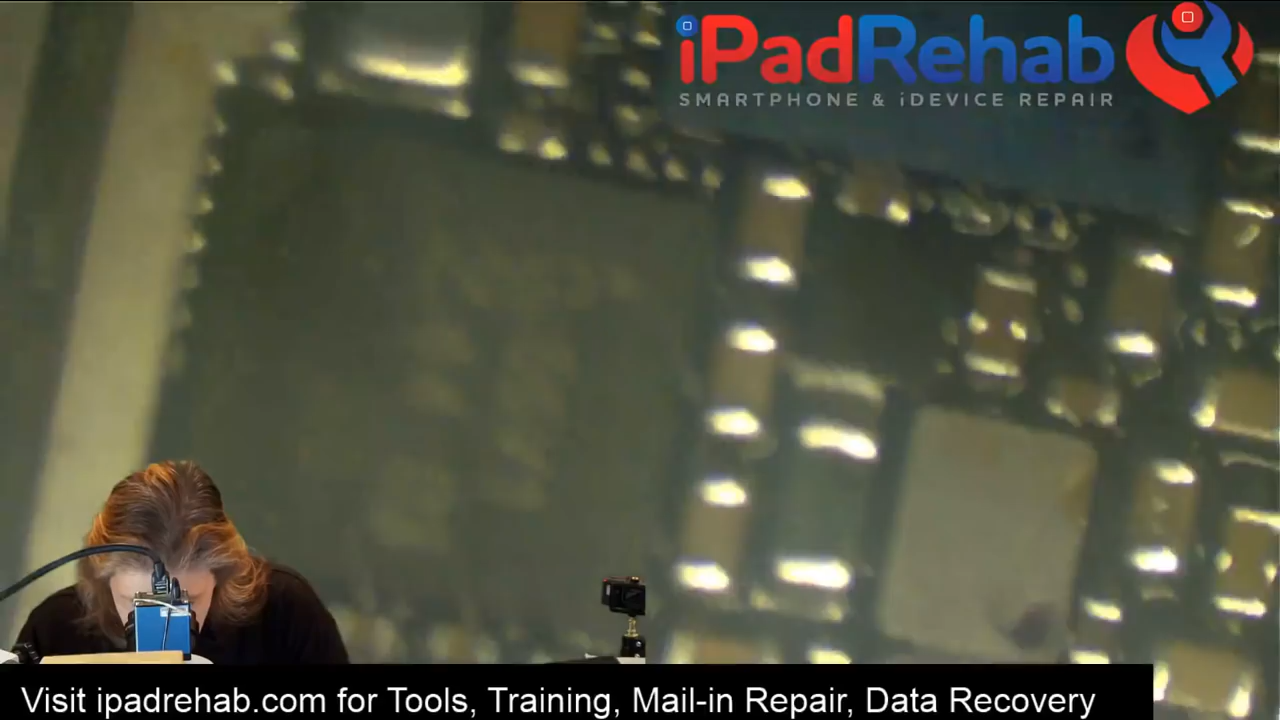 iPadRehab
SMARTPHONE & iDEVICE REPAIR
Visit ipadrehab.com for Tools, Training, Mail-in Repair, Data Recovery